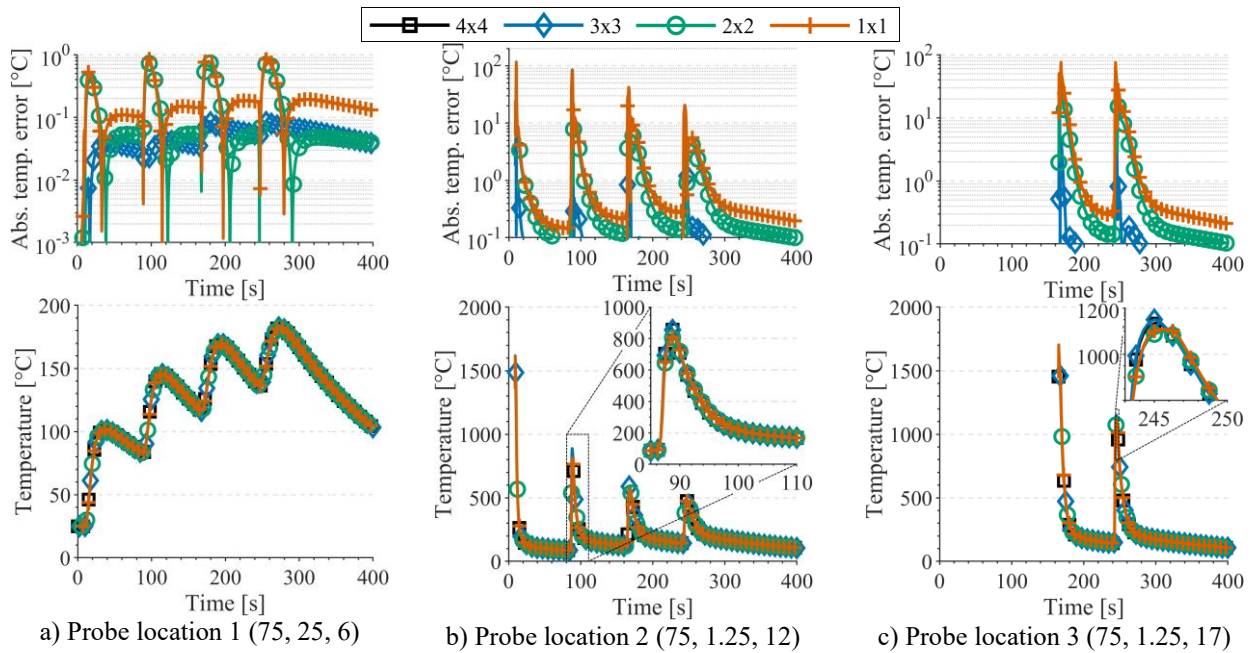 4x4 3x3 2x2 1x1
Abs. temp. error [°C]
10^0
10^-1
10^-2
10^-3
0 100 200 300 400
Time [s]
Abs. temp. error [°C]
10^2
10^1
10^0
10^-1
0 100 200 300 400
Time [s]
Abs. temp. error [°C]
10^2
10^1
10^0
10^-1
0 100 200 300 400
Time [s]
Temperature [°C]
200
150
100
50
0
0 100 200 300 400
Time [s]
Temperature [°C]
2000
1500
1000
500
0
0 100 200 300 400
Time [s]
1000
800
600
400
200
0
90 100 110
Temperature [°C]
2000
1500
1000
500
0
0 100 200 300 400
Time [s]
1200
1000
245 250
a) Probe location 1 (75, 25, 6)
b) Probe location 2 (75, 1.25, 12)
c) Probe location 3 (75, 1.25, 17)